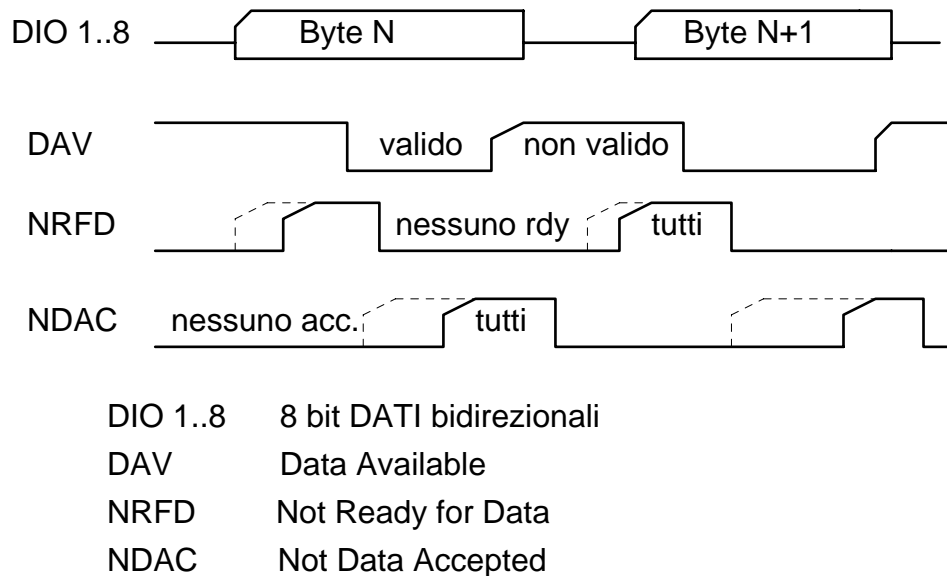 DIO 1..8 Byte N Byte N+1
DAV valido non valido
NRFD nessuno rdy tutti
NDAC nessuno acc. tutti
DIO 1..8 8 bit DATI bidirezionali
DAV Data Available
NRFD Not Ready for Data
NDAC Not Data Accepted